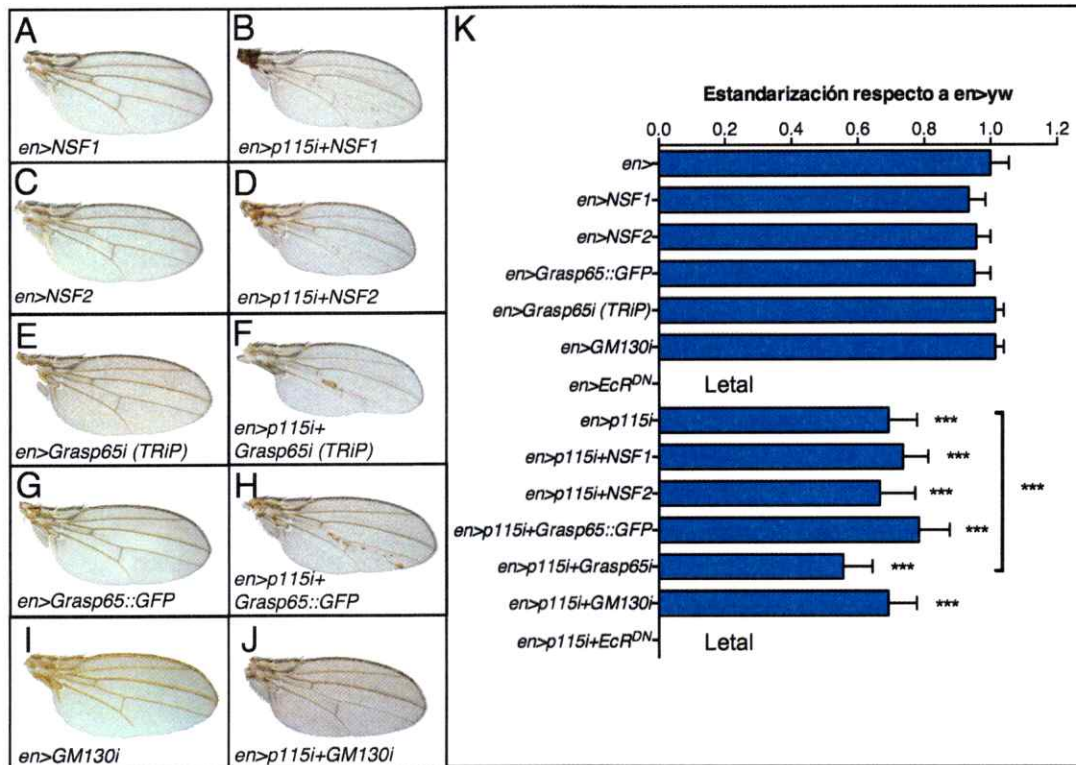 A
en>NSF1
B
en>p115i+NSF1
C
en>NSF2
D
en>p115i+NSF2
E
en>Grasp65i (TRiP)
F
en>p115i+
Grasp65i (TRiP)
G
en>Grasp65::GFP
H
en>p115i+
Grasp65::GFP
I
en>GM130i
J
en>p115i+GM130i
K
Estandarización respecto a en>yw
0.0 0.2 0.4 0.6 0.8 1.0 1.2
en>
en>NSF1
en>NSF2
en>Grasp65::GFP
en>Grasp65i (TRiP)
en>GM130i
en>EcRᴰᴺ Letal
en>p115i ***
en>p115i+NSF1 ***
en>p115i+NSF2 ***
***
en>p115i+Grasp65::GFP ***
en>p115i+Grasp65i ***
en>p115i+GM130i ***
en>p115i+EcRᴰᴺ Letal